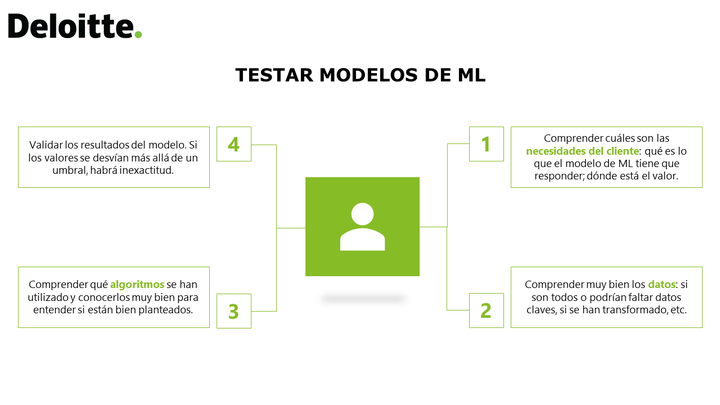 Deloitte.
TESTAR MODELOS DE ML
1
Comprender cuáles son las
necesidades del cliente: qué es lo
que el modelo de ML tiene que
responder; dónde está el valor.
2
Comprender muy bien los datos: si
son todos o podrían faltar datos
claves, si se han transformado, etc.
3
Comprender qué algoritmos se han
utilizado y conocerlos muy bien para
entender si están bien planteados.
4
Validar los resultados del modelo. Si
los valores se desvían más allá de un
umbral, habrá inexactitud.